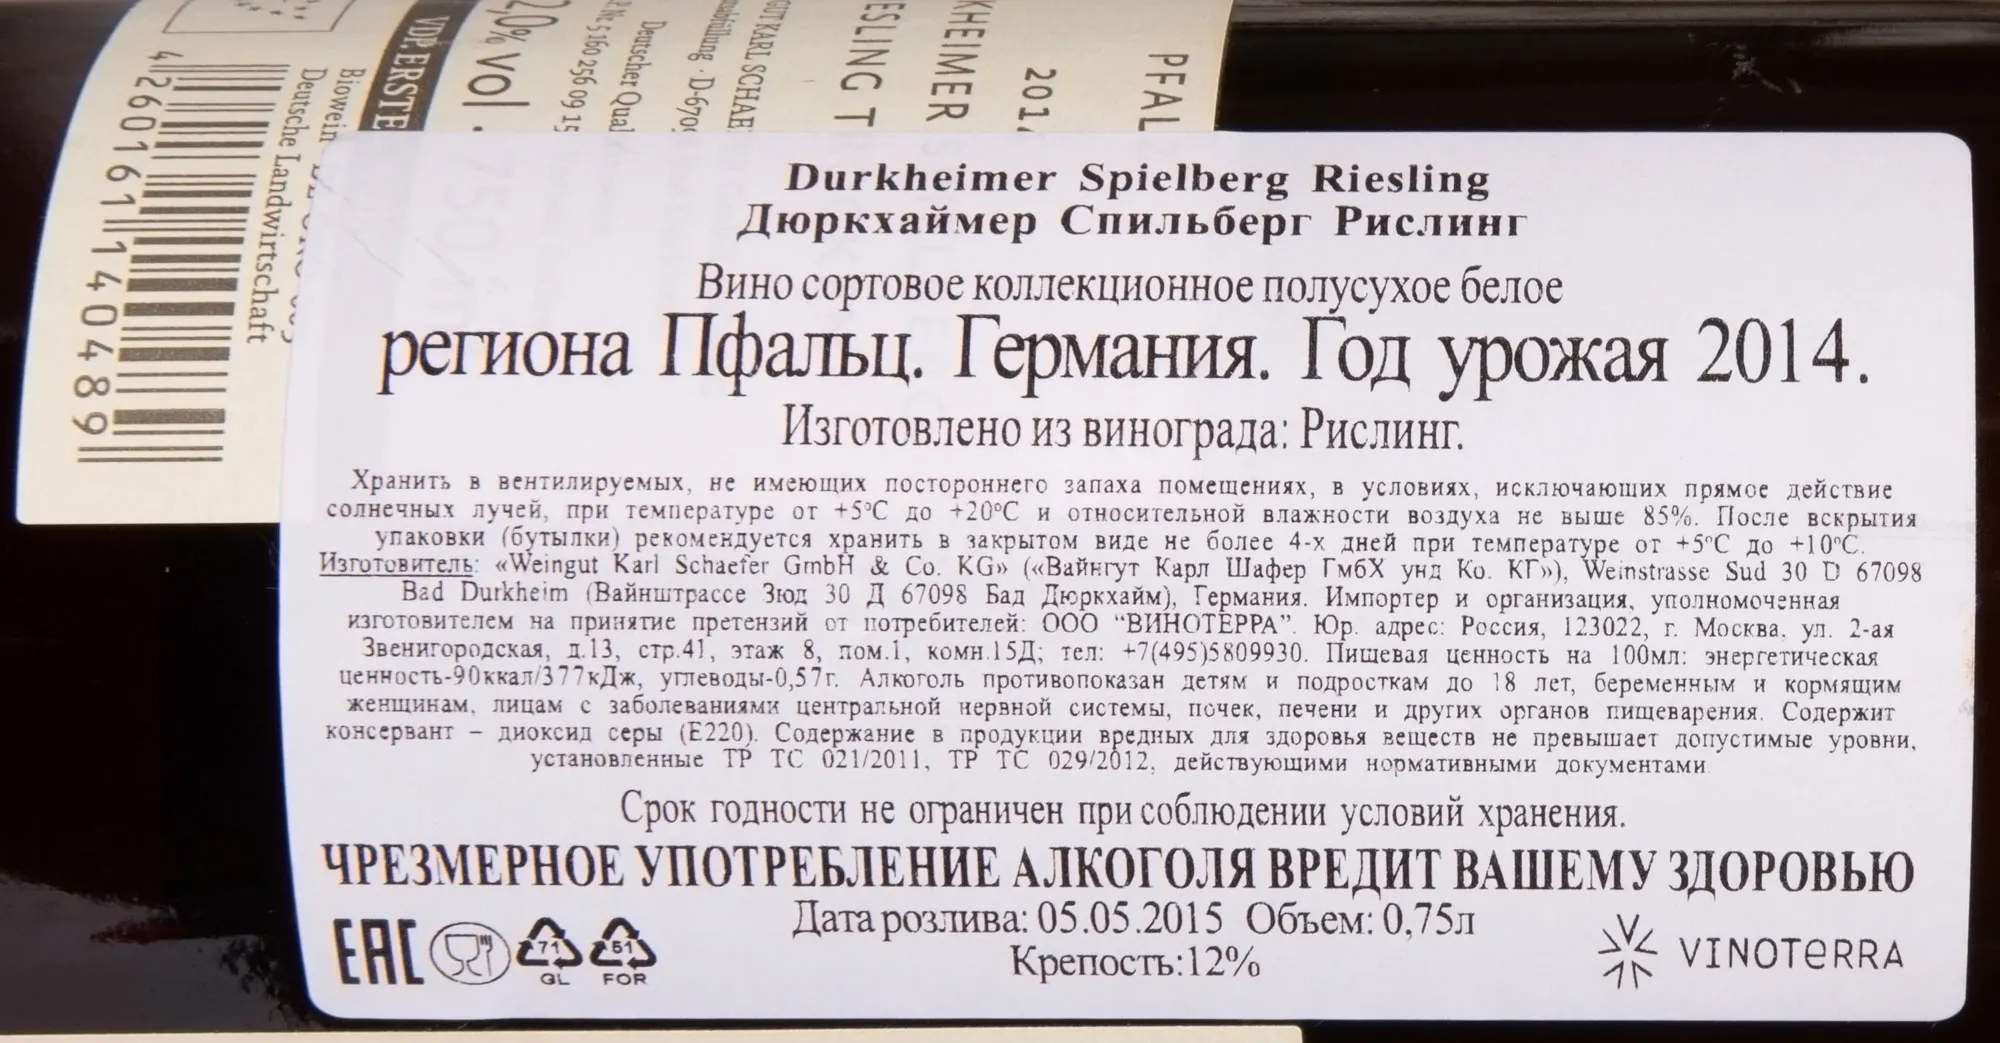 Durkheimer Spielberg Riesling
Дюркхаймер Спильберг Рислинг
Вино сортовое коллекционное полусухое белое
региона Пфальц. Германия. Год урожая 2014.
Изготовлено из винограда: Рислинг.
Хранить в вентилируемых, не имеющих постороннего запаха помещениях, в условиях, исключающих прямое действие
солнечных лучей, при температуре от +5°С до +20°С и относительной влажности воздуха не выше 85%. После вскрытия
упаковки (бутылки) рекомендуется хранить в закрытом виде не более 4-х дней при температуре от +5°С до +10°С.
Изготовитель: «Weingut Karl Schaefer GmbH & Co. KG» («Вайнгут Карл Шафер ГмбХ унд Ко. КГ»), Weinstrasse Sud 30 D 67098
Bad Durkheim (Вайнштрассе Зюд 30 Д 67098 Бад Дюркхайм), Германия. Импортер и организация, уполномоченная
изготовителем на принятие претензий от потребителей: ООО "ВИНОТЕРРА". Юр. адрес: Россия, 123022, г. Москва. ул. 2-ая
Звенигородская, д.13, стр.41, этаж 8, пом.1, комн.15Д; тел: +7(495)5809930. Пищевая ценность на 100мл: энергетическая
ценность-90ккал/377кДж, углеводы-0,57г. Алкоголь противопоказан детям и подросткам до 18 лет, беременным и кормящим
женщинам, лицам с заболеваниями центральной нервной системы, почек, печени и других органов пищеварения. Содержит
консервант – диоксид серы (Е220). Содержание в продукции вредных для здоровья веществ не превышает допустимые уровни,
установленные ТР ТС 021/2011, ТР ТС 029/2012, действующими нормативными документами.
Срок годности не ограничен при соблюдении условий хранения.
ЧРЕЗМЕРНОЕ УПОТРЕБЛЕНИЕ АЛКОГОЛЯ ВРЕДИТ ВАШЕМУ ЗДОРОВЬЮ
Дата розлива: 05.05.2015 Объем: 0,75л
Крепость:12%
EAC
71
GL
51
FOR
VINOTeRRA
4 260161 140489
Biowein
Deutsche Landwirtschaft
VDP.ERSTE
% vol
Deutscher
KARL